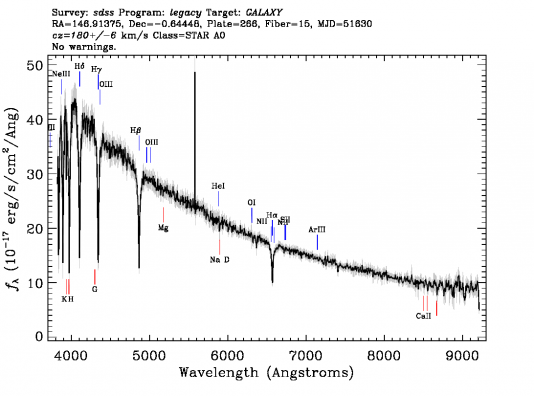 Survey: sdss Program: legacy Target: GALAXY
RA=146.91375, Dec=-0.64448, Plate=266, Fiber=15, MJD=51630
cz=180+/-6 km/s Class=STAR A0
No warnings.
Hδ Hγ
NeIII
OIII
II
Hβ
OIII
HeI
OI
Hα
NII
SII
ArIII
Mg
Na D
K H
G
CaII
50
40
30
20
10
0
4000 5000 6000 7000 8000 9000
Wavelength (Angstroms)
f_λ (10^-17 erg/s/cm^2/Ang)